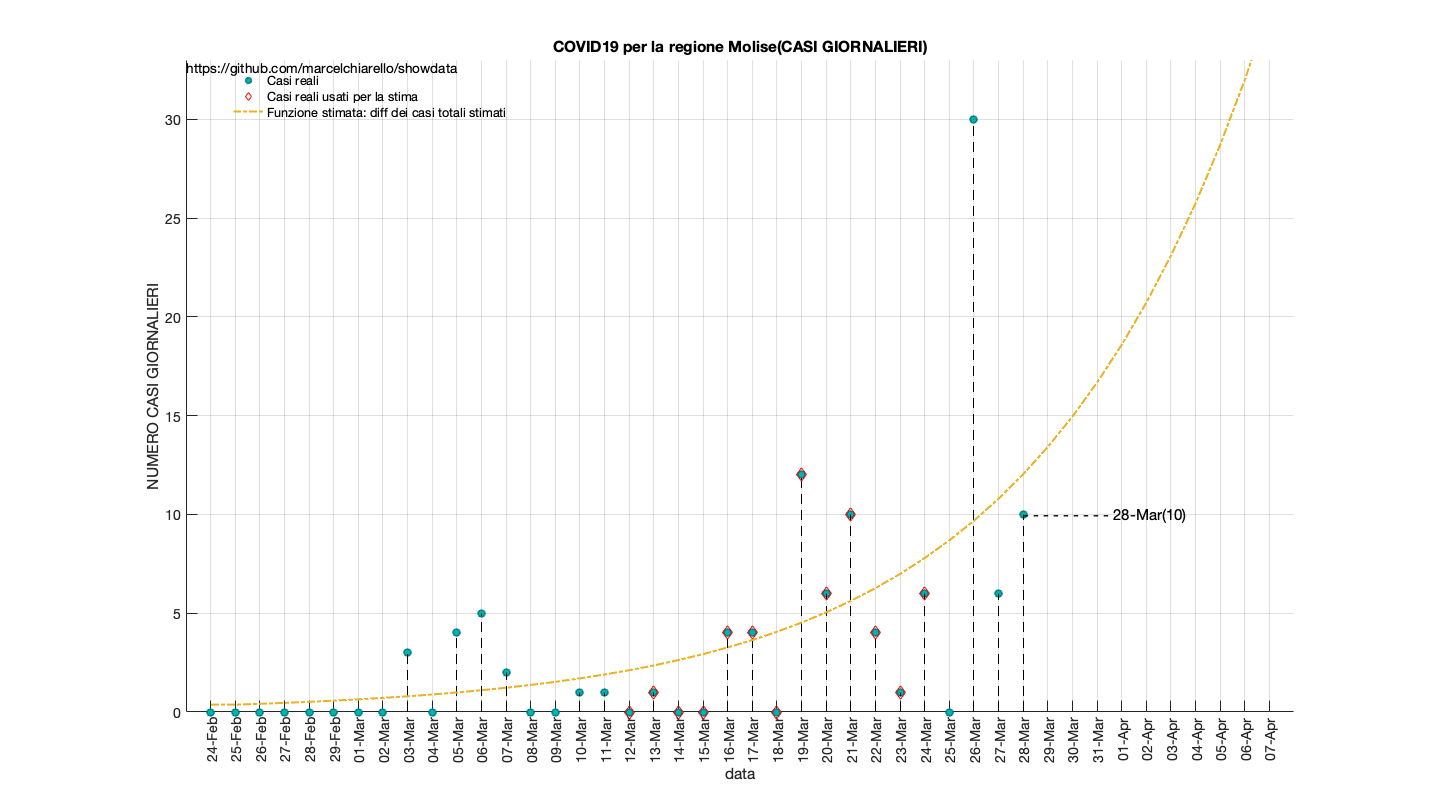 COVID19 per la regione Molise(CASI GIORNALIERI)
https://github.com/marcelchiarello/showdata
Casi reali
Casi reali usati per la stima
Funzione stimata: diff dei casi totali stimati
NUMERO CASI GIORNALIERI
30
25
20
15
10
5
0
28-Mar(10)
24-Feb
25-Feb
26-Feb
27-Feb
28-Feb
29-Feb
01-Mar
02-Mar
03-Mar
04-Mar
05-Mar
06-Mar
07-Mar
08-Mar
09-Mar
10-Mar
11-Mar
12-Mar
13-Mar
14-Mar
15-Mar
16-Mar
17-Mar
18-Mar
19-Mar
20-Mar
21-Mar
22-Mar
23-Mar
24-Mar
25-Mar
26-Mar
27-Mar
28-Mar
29-Mar
30-Mar
31-Mar
01-Apr
02-Apr
03-Apr
04-Apr
05-Apr
06-Apr
07-Apr
data